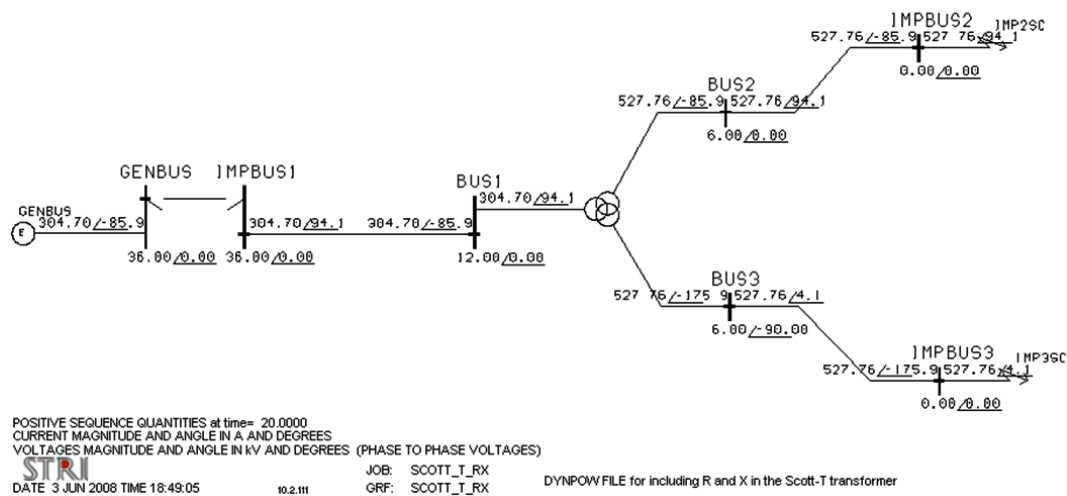 IMPBUS2
IMP2SC
527.76/-85.9 527 76/94.1
0.00/0.00
BUS2
527.76/-85.9 527.76/94.1
6.00/0.00
GENBUS IMPBUS1
BUS1
304.70/94.1
GENBUS
304.70/-85.9
E
304.70/94.1 304.70/-85.9
36.00/0.00 36.00/0.00
12.00/0.00
BUS3
527 76/-175 9 527.76/4.1
6.00/-90.00
IMPBUS3
IMP3SC
527.76/-175.9 527.76/4.1
0.00/0.00
POSITIVE SEQUENCE QUANTITIES at time= 20.0000
CURRENT MAGNITUDE AND ANGLE IN A AND DEGREES
VOLTAGES MAGNITUDE AND ANGLE IN kV AND DEGREES (PHASE TO PHASE VOLTAGES)
STRI
JOB: SCOTT_T_RX
DATE 3 JUN 2008 TIME 18:49:05 10.2.111 GRF: SCOTT_T_RX
DYNPOW FILE for including R and X in the Scott-T transformer